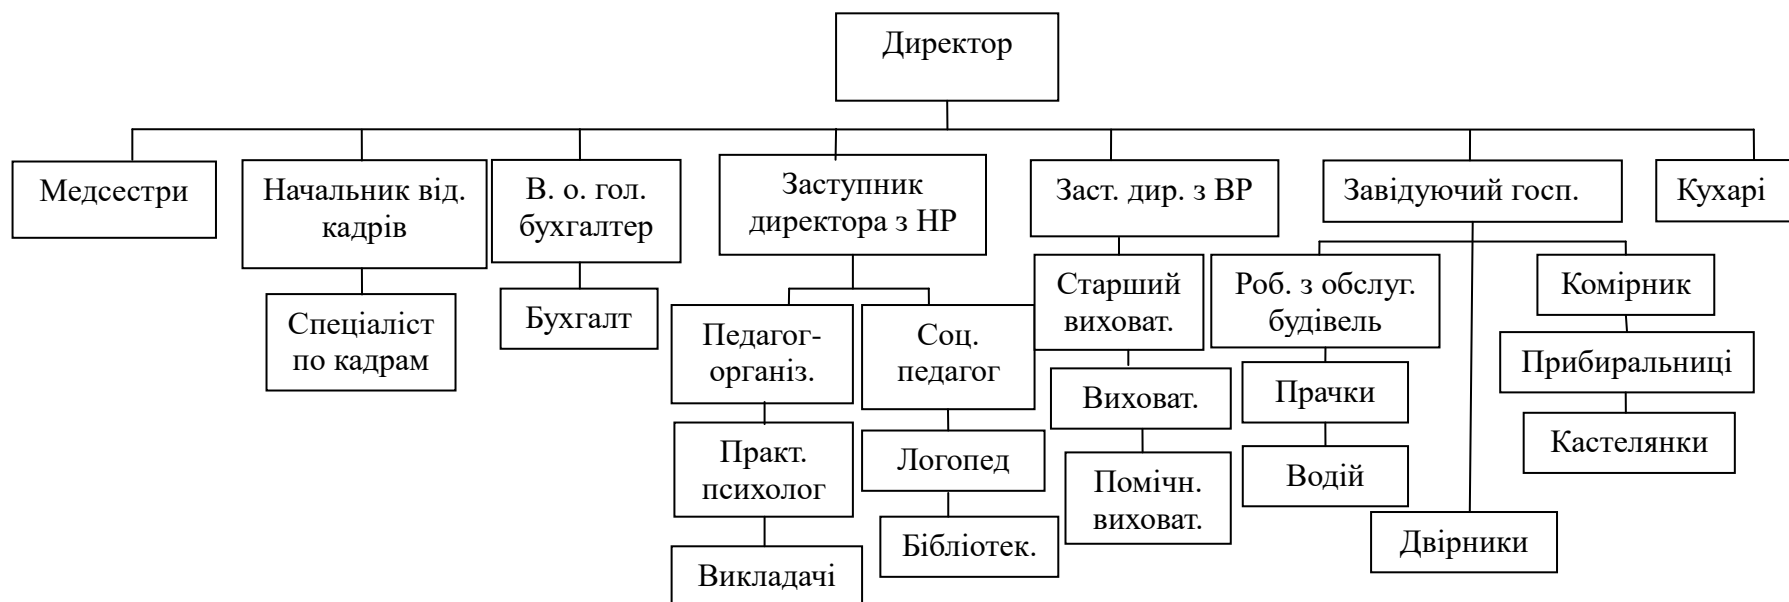 Директор
Медсестри
Начальник від.
кадрів
В. о. гол.
бухгалтер
Заступник
директора з НР
Заст. дир. з ВР
Завідуючий госп.
Кухарі
Спеціаліст
по кадрам
Бухгалт
Педагог-
організ.
Соц.
педагог
Старший
виховат.
Роб. з обслуг.
будівель
Комірник
Практ.
психолог
Логопед
Виховат.
Прачки
Прибиральниці
Викладачі
Бібліотек.
Помічн.
виховат.
Водій
Кастелянки
Двірники